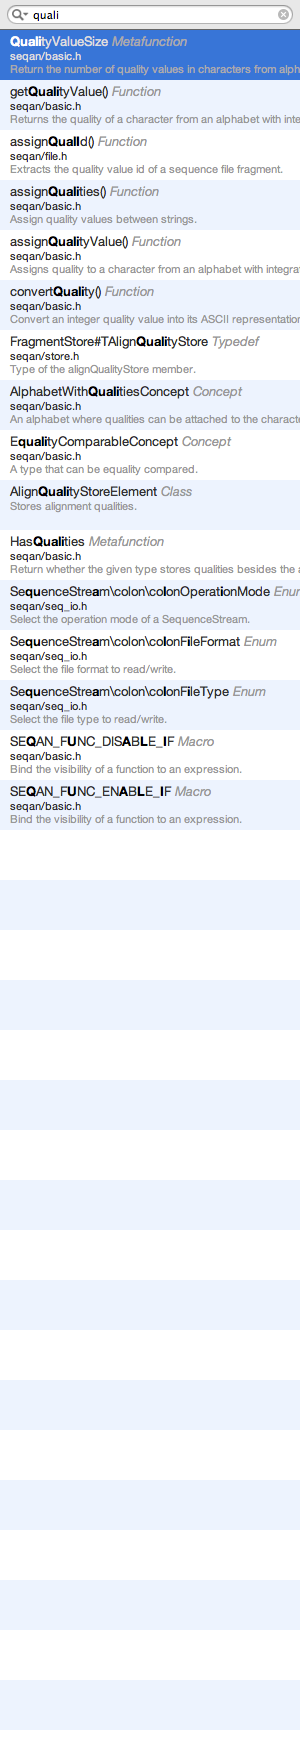 quali
QualityValueSize Metafunction
seqan/basic.h
Return the number of quality values in characters from alph
getQualityValue() Function
seqan/basic.h
Returns the quality of a character from an alphabet with inte
assignQualId() Function
seqan/file.h
Extracts the quality value id of a sequence file fragment.
assignQualities() Function
seqan/basic.h
Assign quality values between strings.
assignQualityValue() Function
seqan/basic.h
Assigns quality to a character from an alphabet with integra
convertQuality() Function
seqan/basic.h
Convert an integer quality value into its ASCII representation
FragmentStore#TAlignQualityStore Typedef
seqan/store.h
Type of the alignQualityStore member.
AlphabetWithQualitiesConcept Concept
seqan/basic.h
An alphabet where qualities can be attached to the characte
EqualityComparableConcept Concept
seqan/basic.h
A type that can be equality compared.
AlignQualityStoreElement Class
Stores alignment qualities.
HasQualities Metafunction
seqan/basic.h
Return whether the given type stores qualities besides the a
SequenceStream\colon\colonOperationMode Enum
seqan/seq_io.h
Select the operation mode of a SequenceStream.
SequenceStream\colon\colonFileFormat Enum
seqan/seq_io.h
Select the file format to read/write.
SequenceStream\colon\colonFileType Enum
seqan/seq_io.h
Select the file type to read/write.
SEQAN_FUNC_DISABLE_IF Macro
seqan/basic.h
Bind the visibility of a function to an expression.
SEQAN_FUNC_ENABLE_IF Macro
seqan/basic.h
Bind the visibility of a function to an expression.